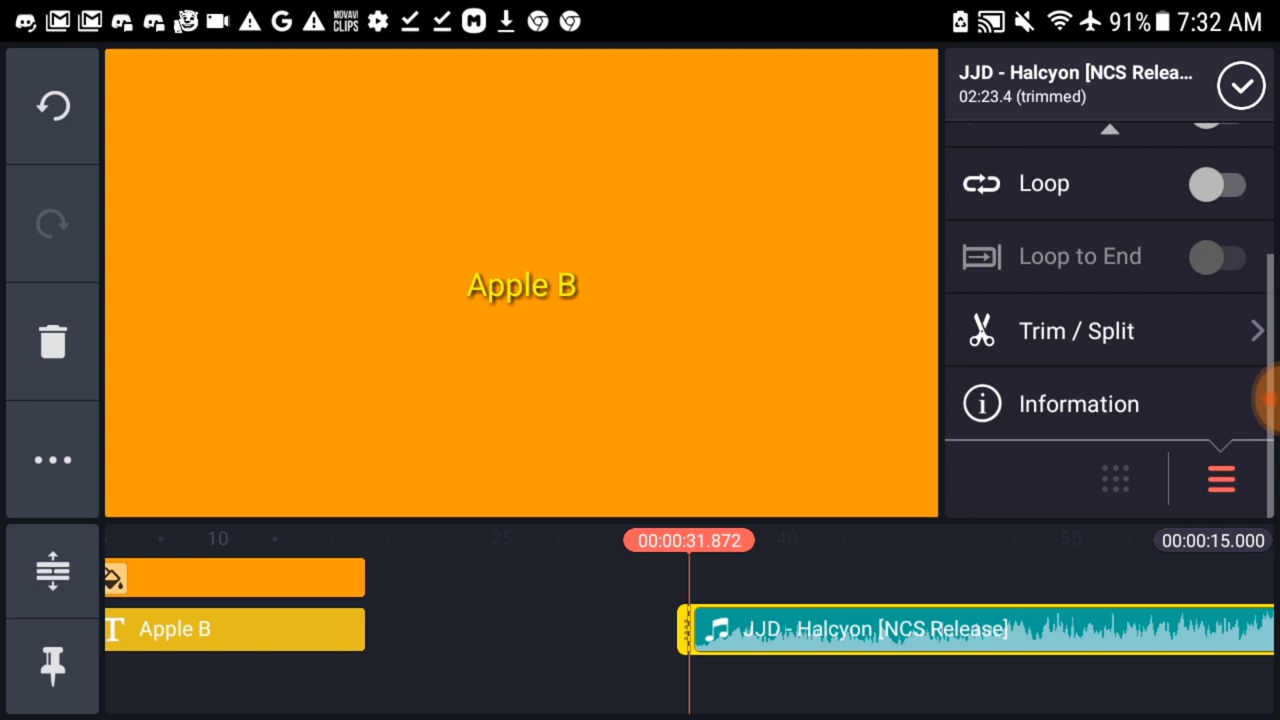 MOVAVI
CLIPS
91%
7:32 AM
JJD - Halcyon [NCS Relea...
02:23.4 (trimmed)
Loop
Loop to End
Trim / Split
Information
Apple B
10
25
00:00:31.872
40
55
00:00:15.000
Apple B
JJD - Halcyon [NCS Release]